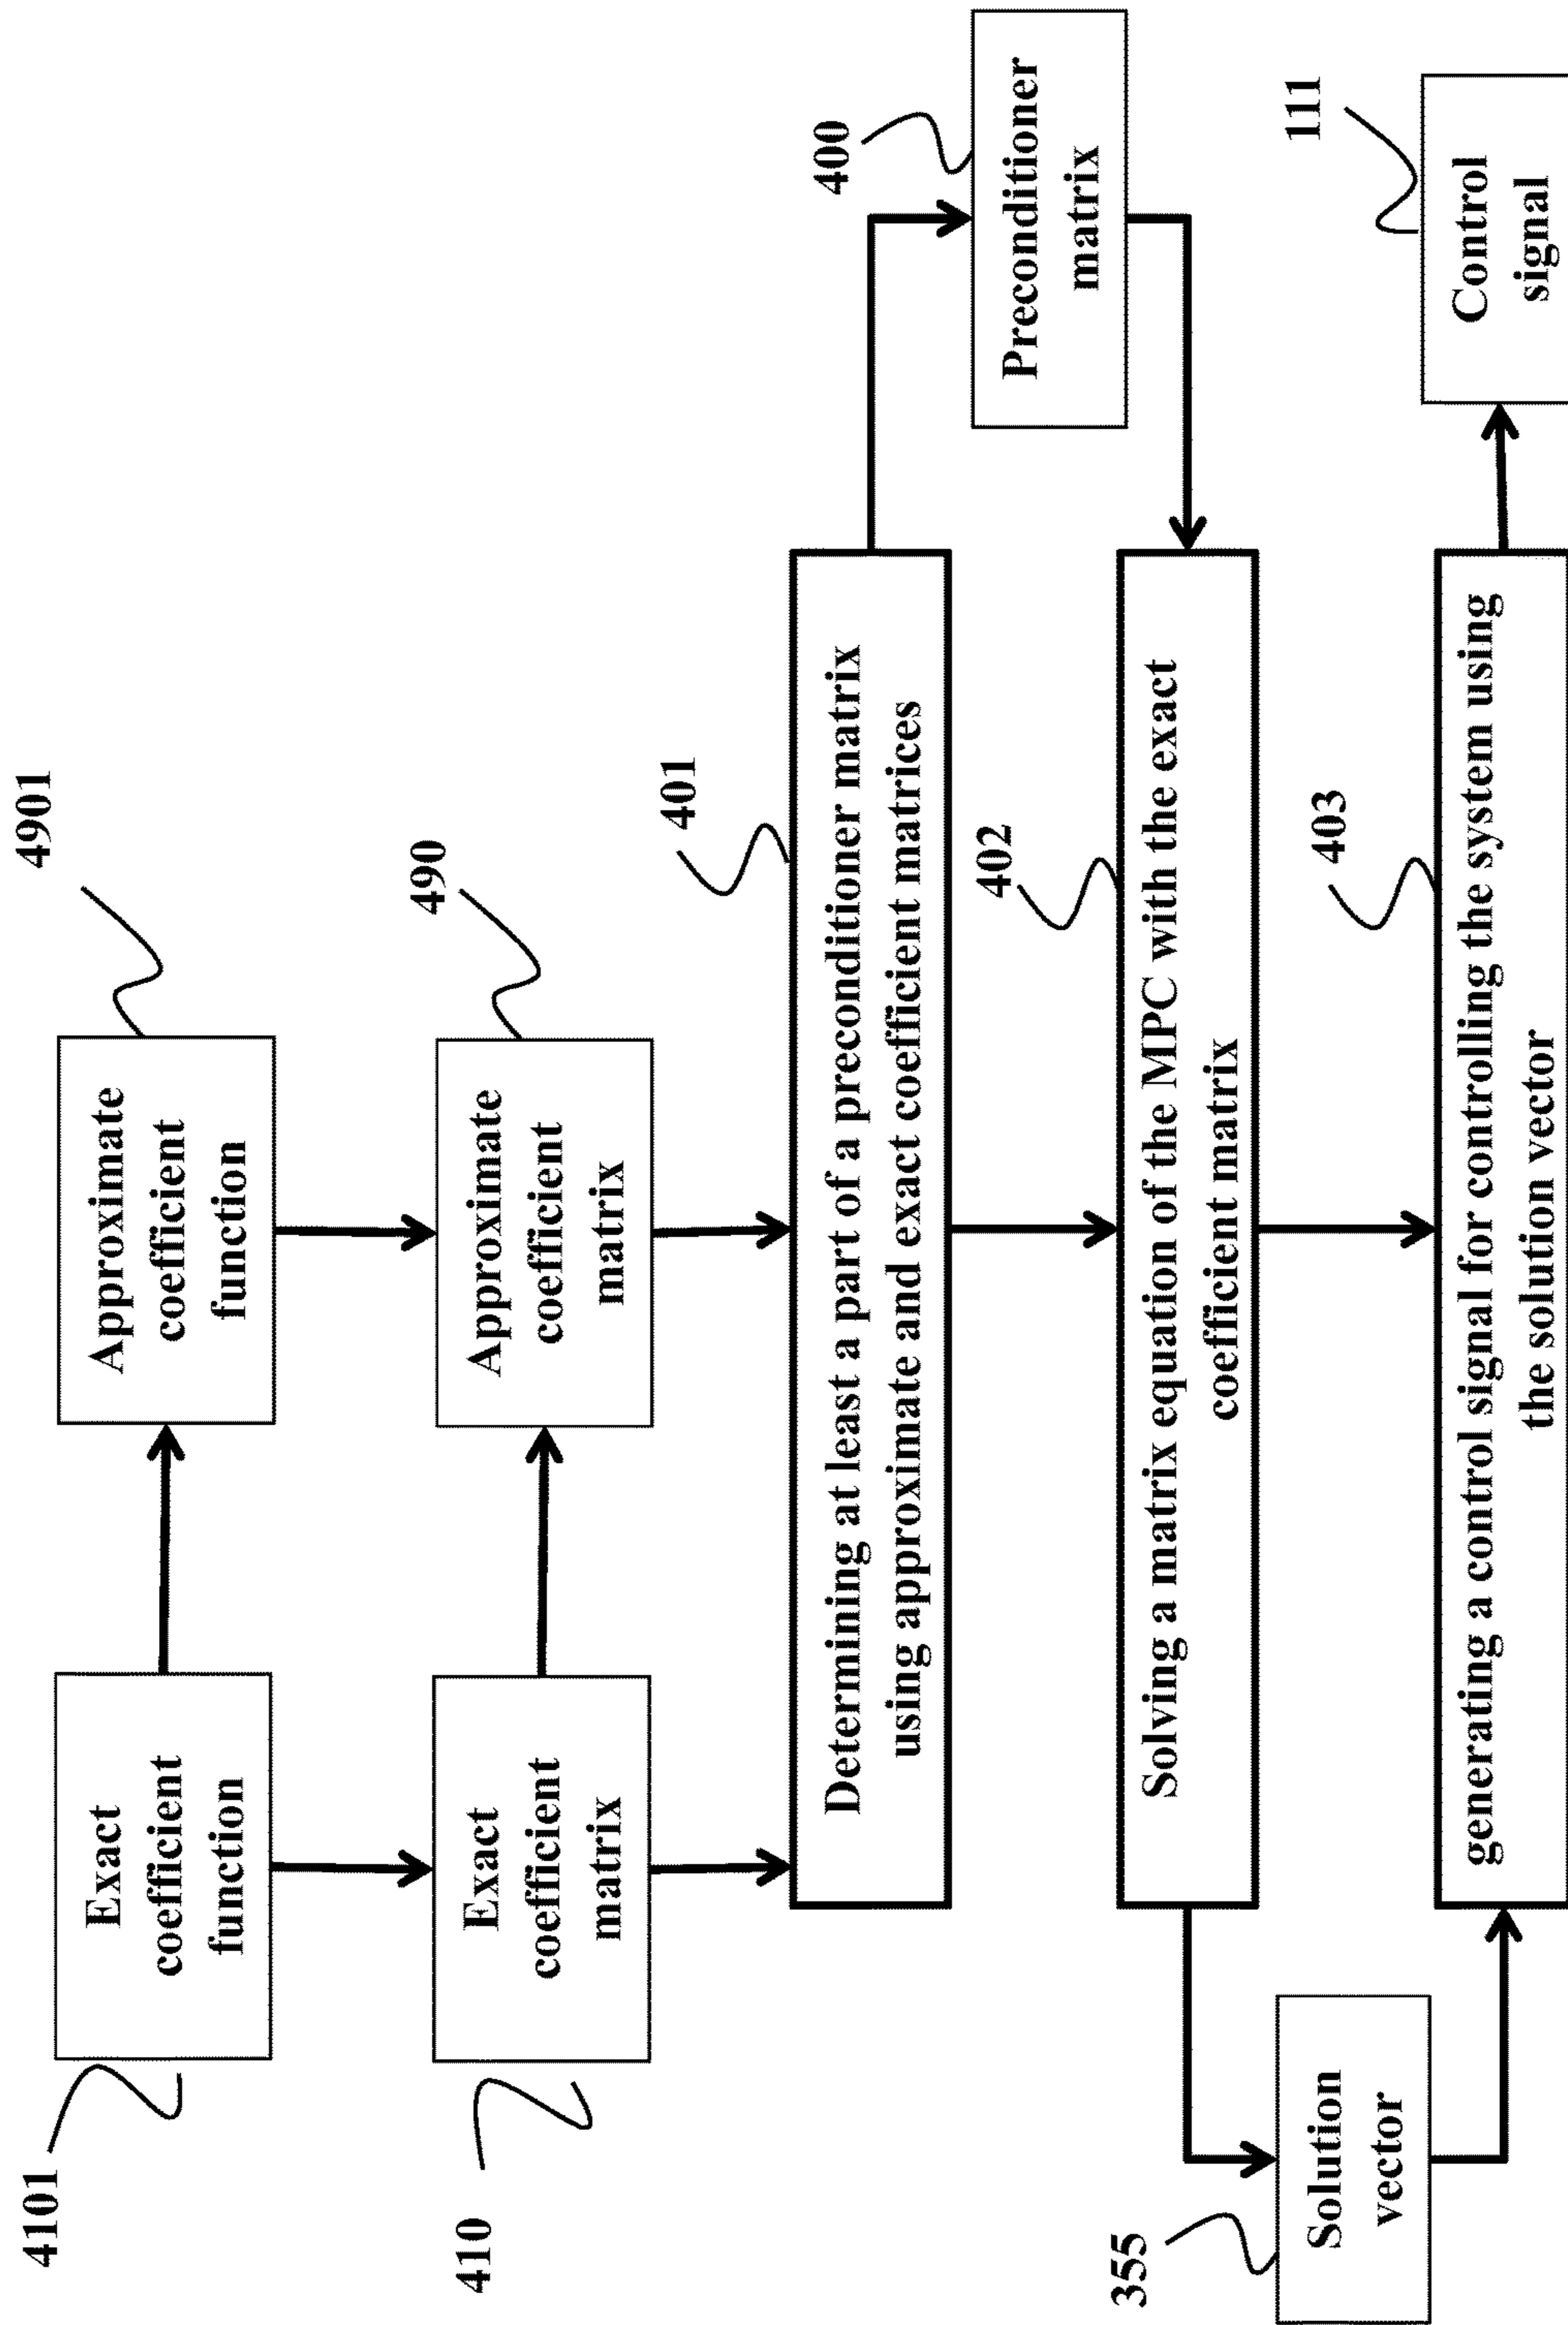 4101
Exact
coefficient
function
Approximate
coefficient
function
4901
410
Exact
coefficient
matrix
Approximate
coefficient
matrix
490
401
Determining at least a part of a preconditioner matrix
using approximate and exact coefficient matrices
400
Preconditioner
matrix
402
Solving a matrix equation of the MPC with the exact
coefficient matrix
355
Solution
vector
403
generating a control signal for controlling the system using
the solution vector
111
Control
signal